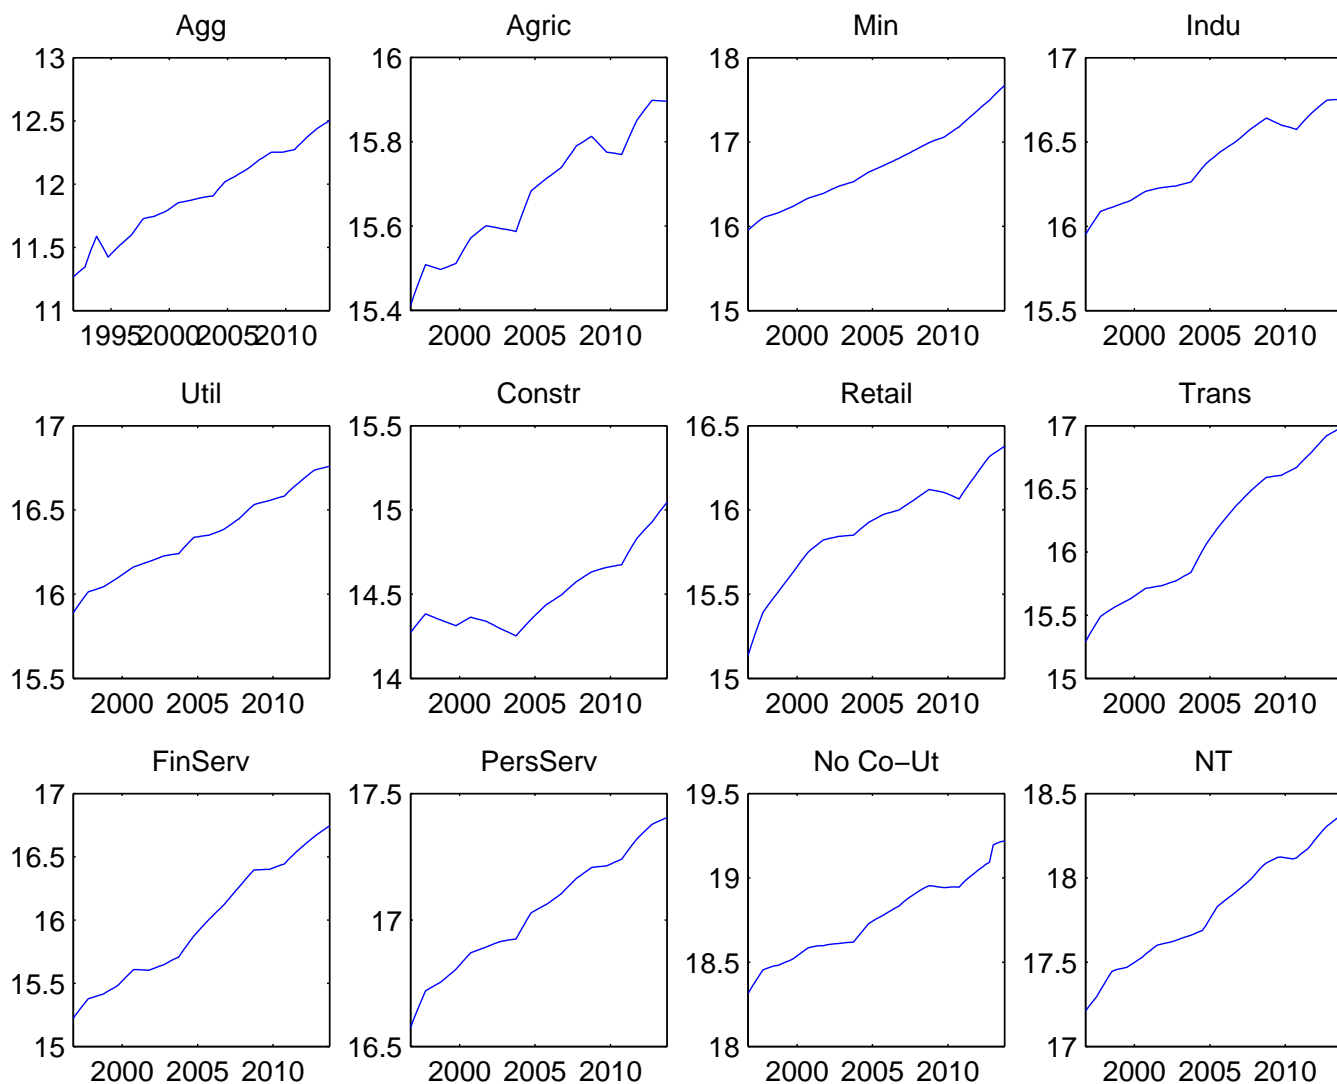 Agg Agric Min Indu
13 16 18 17
12.5 15.8 17 16.5
12 15.6 16 16
11.5 15.4 15 15.5
11
1995 2000 2005 2010 2000 2005 2010 2000 2005 2010 2000 2005 2010
Util Constr Retail Trans
17 15.5 16.5 17
16.5 15 16 16.5
16 14.5 15.5 16
15.5 14 15 15.5
15
2000 2005 2010 2000 2005 2010 2000 2005 2010 2000 2005 2010
FinServ PersServ No Co−Ut NT
17 17.5 19.5 18.5
16.5 17 19 18
16 16.5 18.5 17.5
15.5 18 17
15
2000 2005 2010 2000 2005 2010 2000 2005 2010 2000 2005 2010